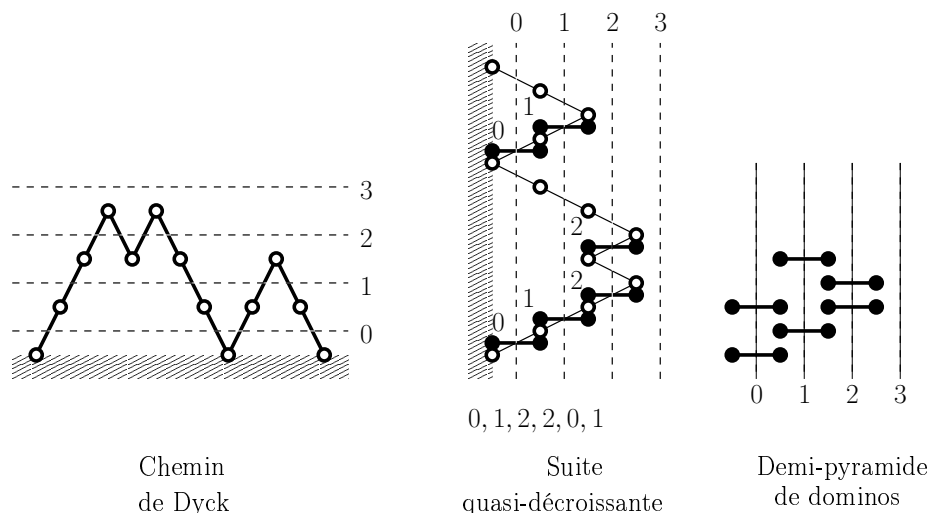 0 1 2 3
3
2
1
0
1
0
2
2
1
0
0 1 2 3
0, 1, 2, 2, 0, 1
Chemin
de Dyck
Suite
quasi-décroissante
Demi-pyramide
de dominos